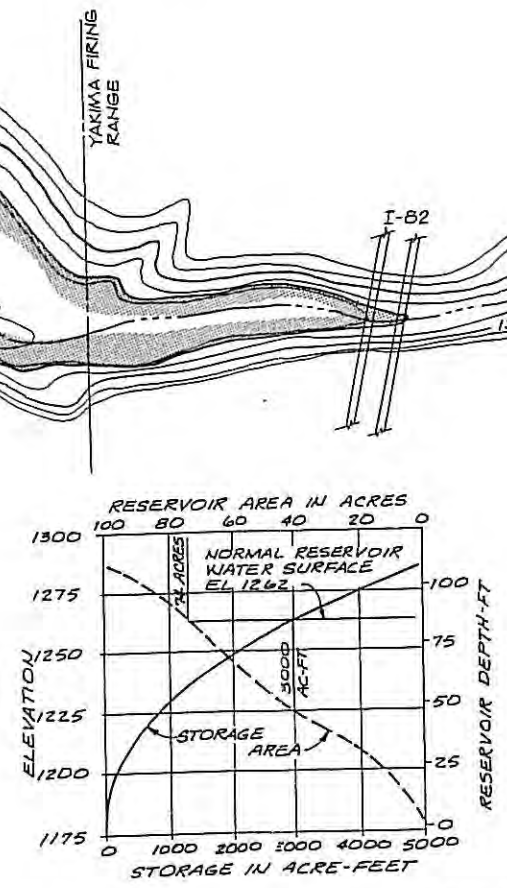 YAKIMA FIRING
RANGE
I-82
RESERVOIR AREA IN ACRES
100 80 60 40 20 0
1300
1275
1250
1225
1200
1175
ELEVATION
74 ACRES
NORMAL RESERVOIR
WATER SURFACE
EL 1262
3000
AC-FT
STORAGE
AREA
100
75
50
25
0
RESERVOIR DEPTH-FT
0 1000 2000 3000 4000 5000
STORAGE IN ACRE-FEET